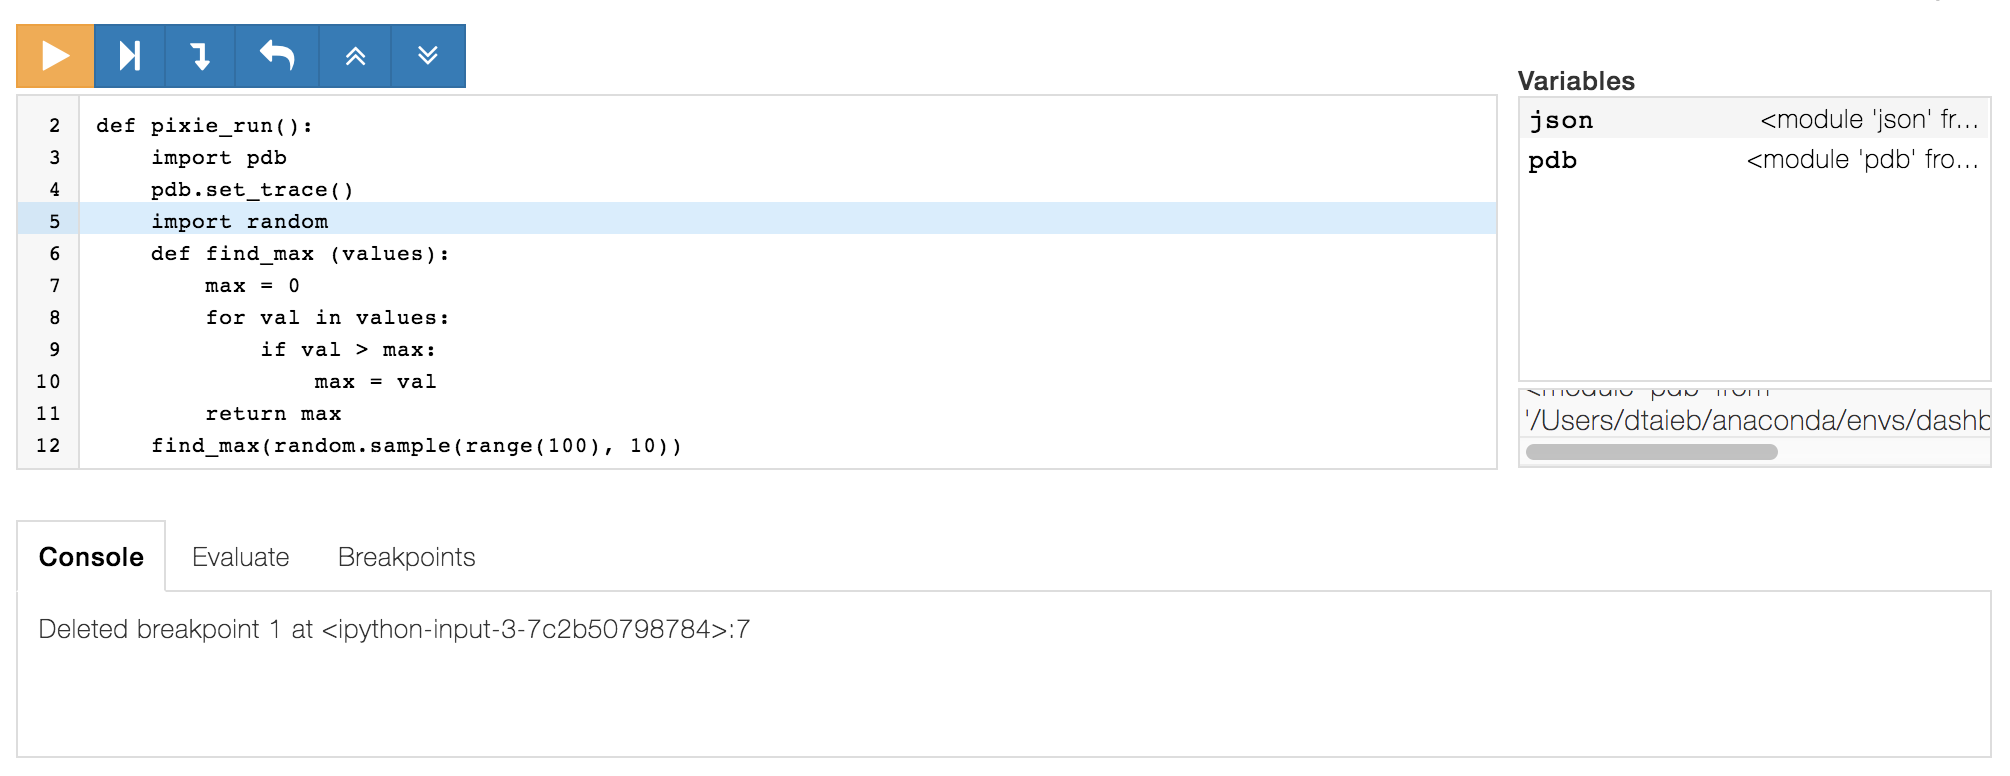 2 def pixie_run():
3 import pdb
4 pdb.set_trace()
5 import random
6 def find_max (values):
7 max = 0
8 for val in values:
9 if val > max:
10 max = val
11 return max
12 find_max(random.sample(range(100), 10))
Variables
json <module 'json' fr...
pdb <module 'pdb' fro...
<module 'pdb' from
'/Users/dtaieb/anaconda/envs/dashb
Console Evaluate Breakpoints
Deleted breakpoint 1 at <ipython-input-3-7c2b50798784>:7